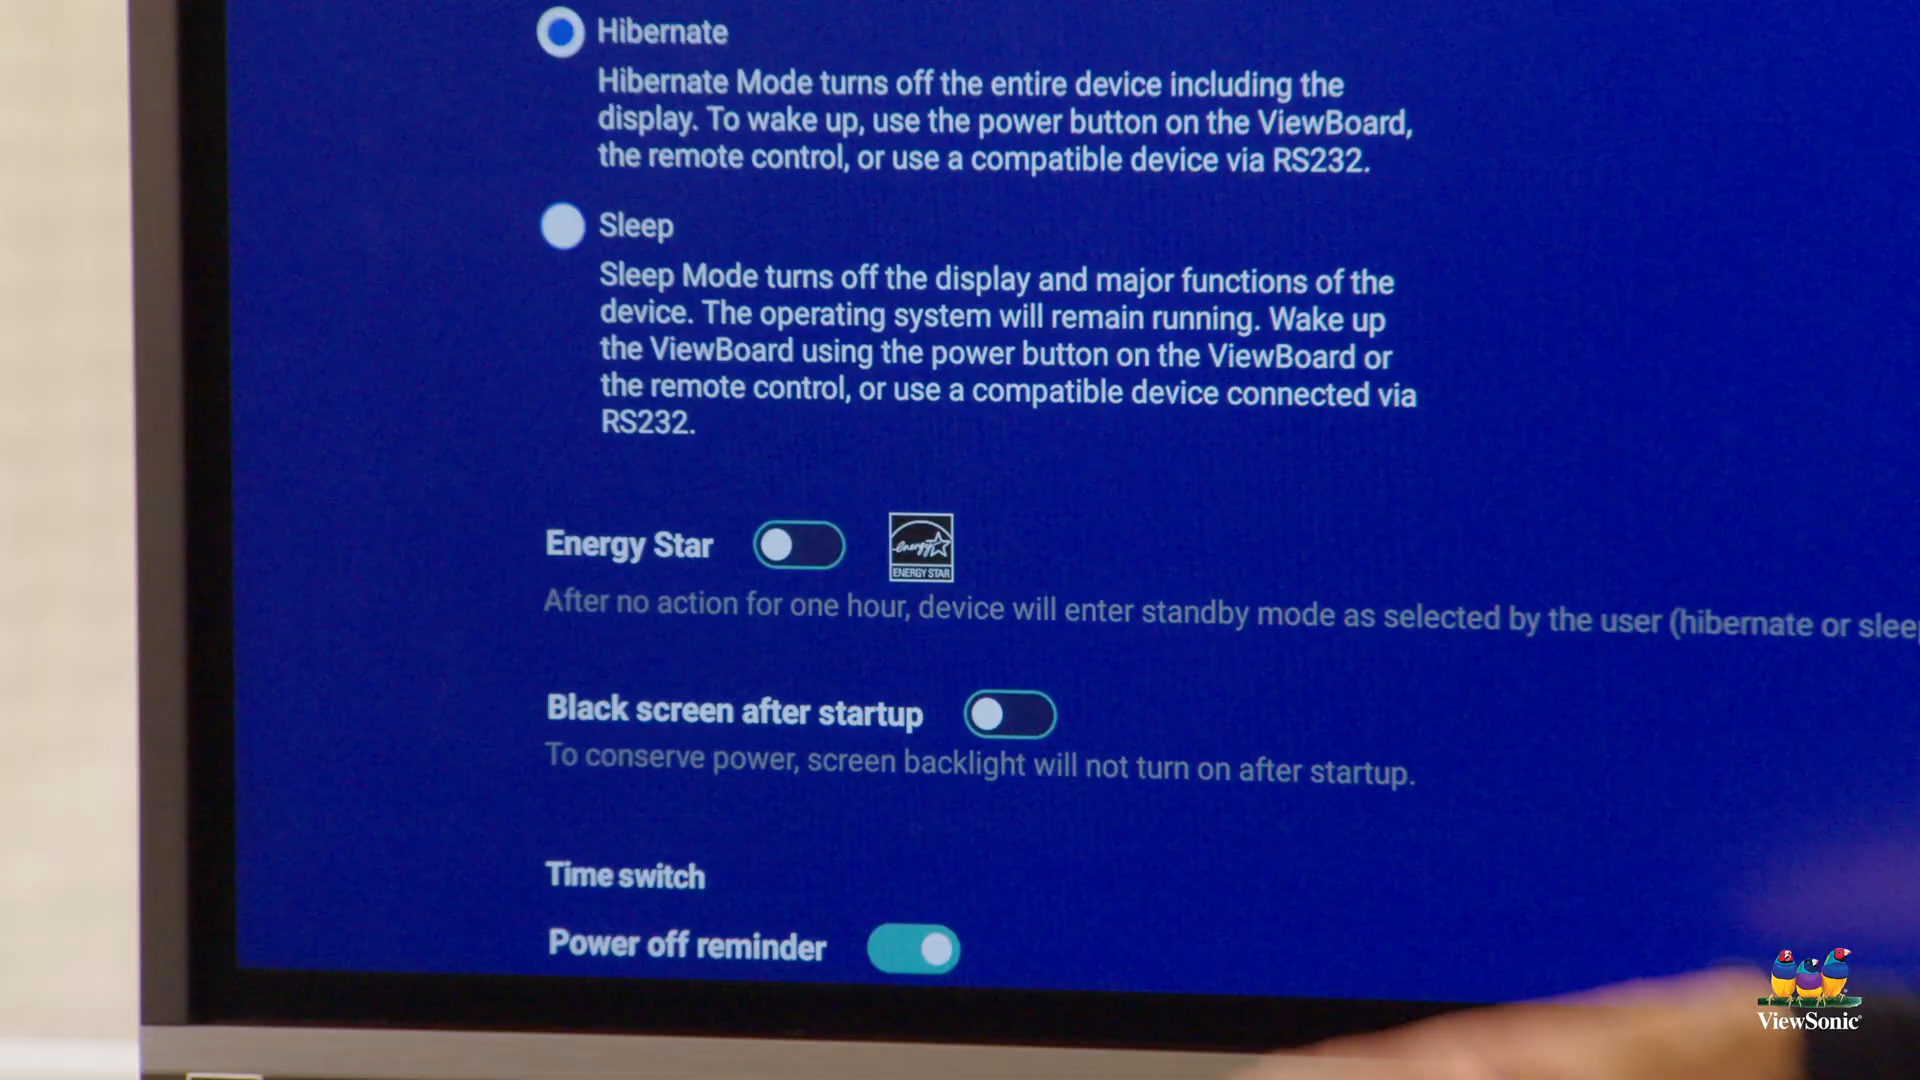 Hibernate
Hibernate Mode turns off the entire device including the
display. To wake up, use the power button on the ViewBoard,
the remote control, or use a compatible device via RS232.
Sleep
Sleep Mode turns off the display and major functions of the
device. The operating system will remain running. Wake up
the ViewBoard using the power button on the ViewBoard or
the remote control, or use a compatible device connected via
RS232.
Energy Star
energy
ENERGY STAR
After no action for one hour, device will enter standby mode as selected by the user (hibernate or slee
Black screen after startup
To conserve power, screen backlight will not turn on after startup.
Time switch
Power off reminder
ViewSonic